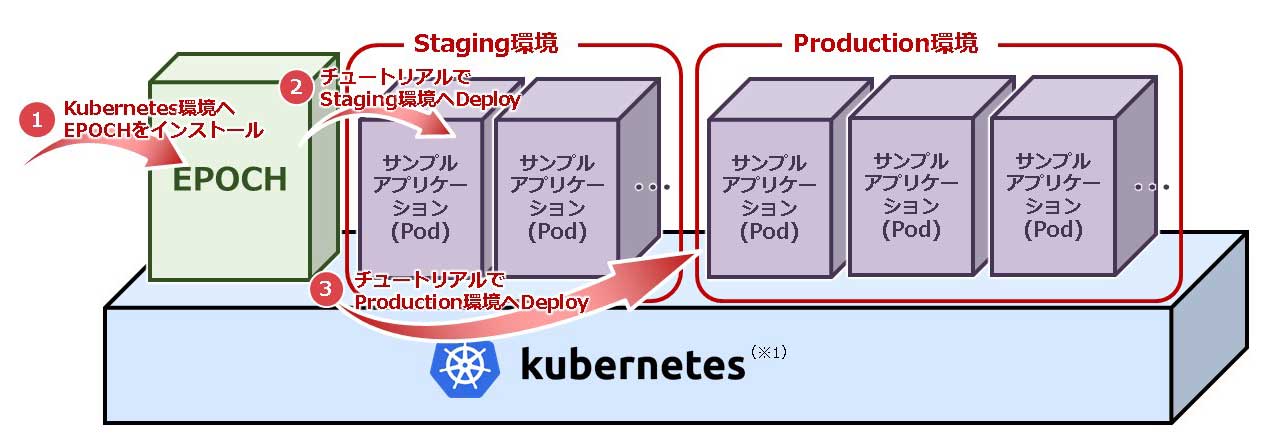 Staging環境
Production環境
1
Kubernetes環境へ
EPOCHをインストール
2
チュートリアルで
Staging環境へDeploy
EPOCH
サンプル
アプリケー
ション
(Pod)
サンプル
アプリケー
ション
(Pod)
...
サンプル
アプリケー
ション
(Pod)
サンプル
アプリケー
ション
(Pod)
サンプル
アプリケー
ション
(Pod)
...
3
チュートリアルで
Production環境へDeploy
kubernetes（※1）